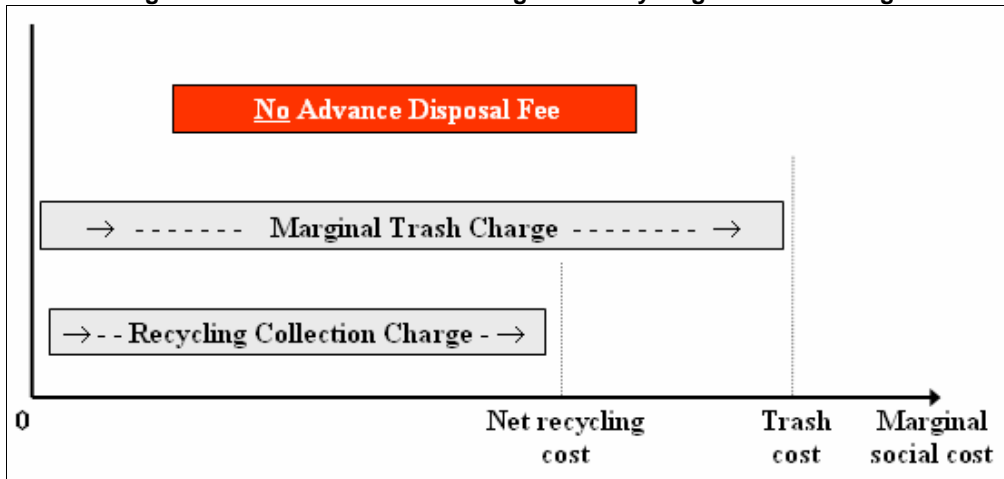 No Advance Disposal Fee
→ - - - - - - - Marginal Trash Charge - - - - - - - - →
→- - Recycling Collection Charge - →
0
Net recycling
cost
Trash
cost
Marginal
social cost